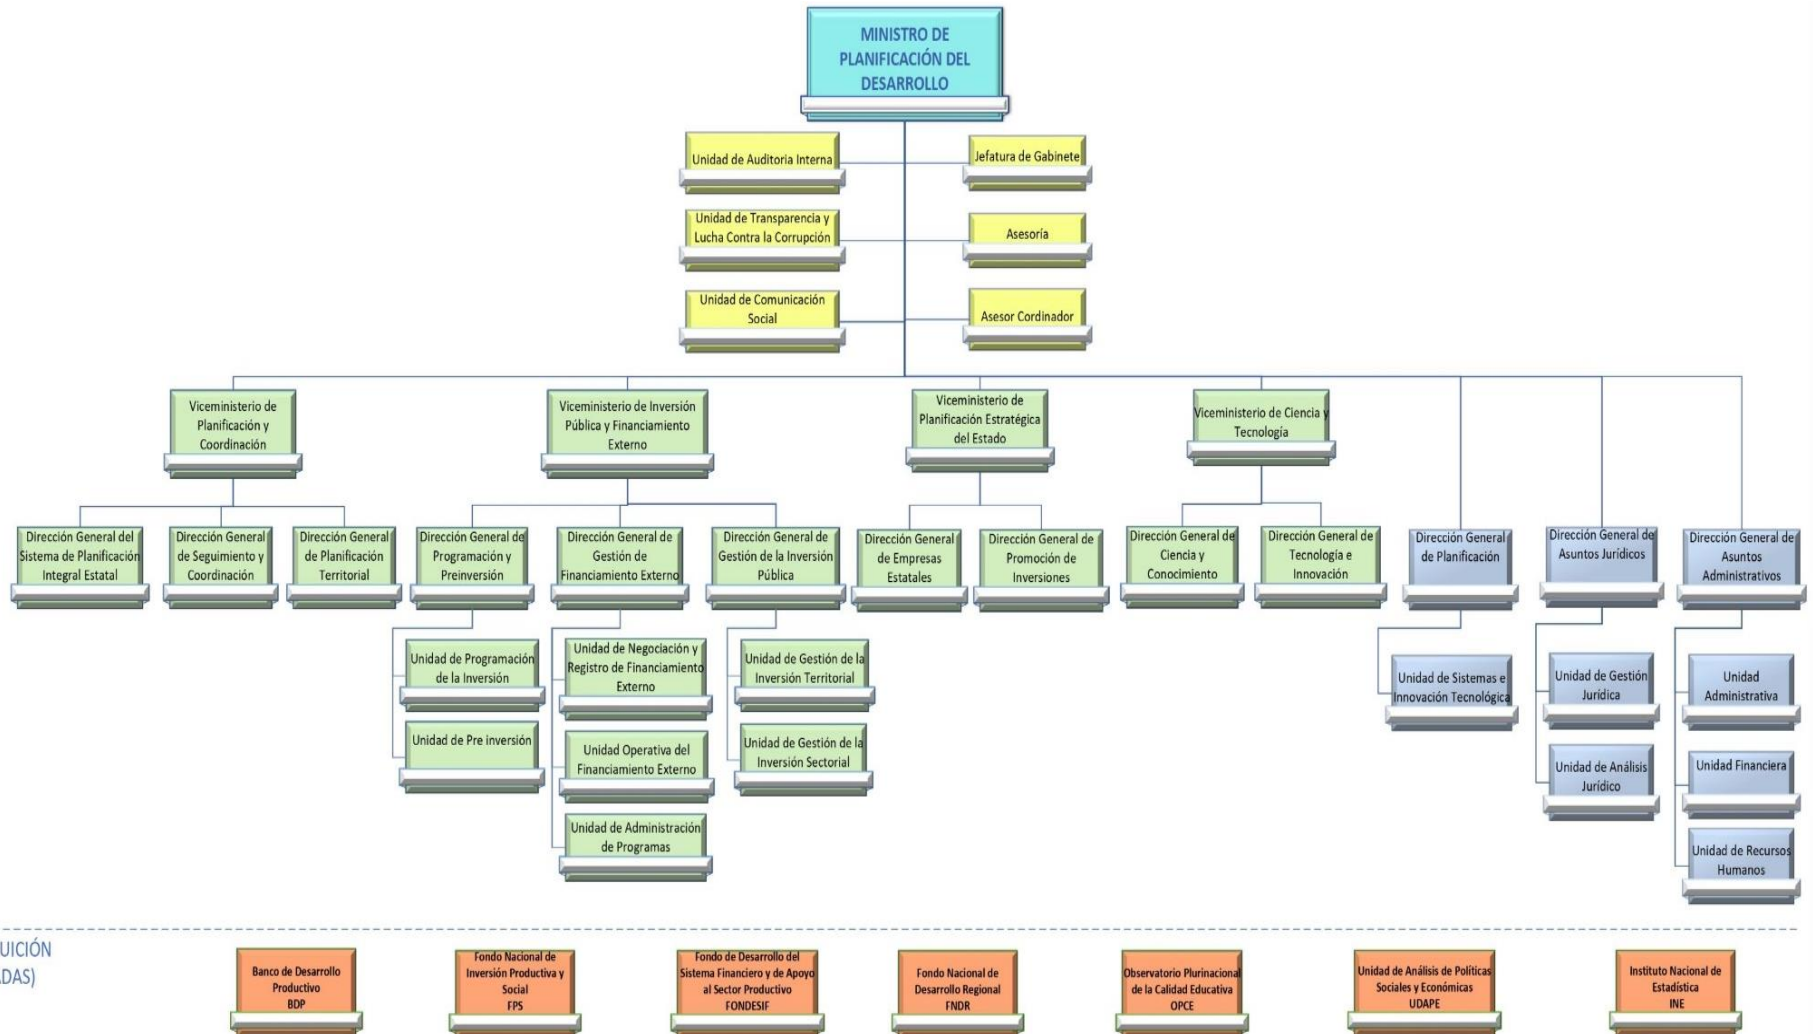 MINISTRO DE
PLANIFICACIÓN DEL
DESARROLLO
Unidad de Auditoria Interna
Jefatura de Gabinete
Unidad de Transparencia y
Lucha Contra la Corrupción
Asesoría
Unidad de Comunicación
Social
Asesor Cordinador
Viceministerio de
Planificación y
Coordinación
Viceministerio de Inversión
Pública y Financiamiento
Externo
Viceministerio de
Planificación Estratégica
del Estado
Viceministerio de Ciencia y
Tecnología
Dirección General del
Sistema de Planificación
Integral Estatal
Dirección General
de Seguimiento y
Coordinación
Dirección General
de Planificación
Territorial
Dirección General de
Programación y
Preinversión
Dirección General de
Gestión de
Financiamiento Externo
Dirección General de
Gestión de la Inversión
Pública
Dirección General
de Empresas
Estatales
Dirección General de
Promoción de
Inversiones
Dirección General de
Ciencia y
Conocimiento
Dirección General de
Tecnología e
Innovación
Dirección General
de Planificación
Dirección General de
Asuntos Jurídicos
Dirección General de
Asuntos
Administrativos
Unidad de Programación
de la Inversión
Unidad de Pre inversión
Unidad de Negociación y
Registro de Financiamiento
Externo
Unidad Operativa del
Financiamiento Externo
Unidad de Administración
de Programas
Unidad de Gestión de la
Inversión Territorial
Unidad de Gestión de la
Inversión Sectorial
Unidad de Sistemas e
Innovación Tecnológica
Unidad de Gestión
Jurídica
Unidad de Análisis
Jurídico
Unidad
Administrativa
Unidad Financiera
Unidad de Recursos
Humanos
UICIÓN
ADAS)
Banco de Desarrollo
Productivo
BDP
Fondo Nacional de
Inversión Productiva y
Social
FPS
Fondo de Desarrollo del
Sistema Financiero y de Apoyo
al Sector Productivo
FONDESIF
Fondo Nacional de
Desarrollo Regional
FNDR
Observatorio Plurinacional
de la Calidad Educativa
OPCE
Unidad de Análisis de Políticas
Sociales y Económicas
UDAPE
Instituto Nacional de
Estadística
INE